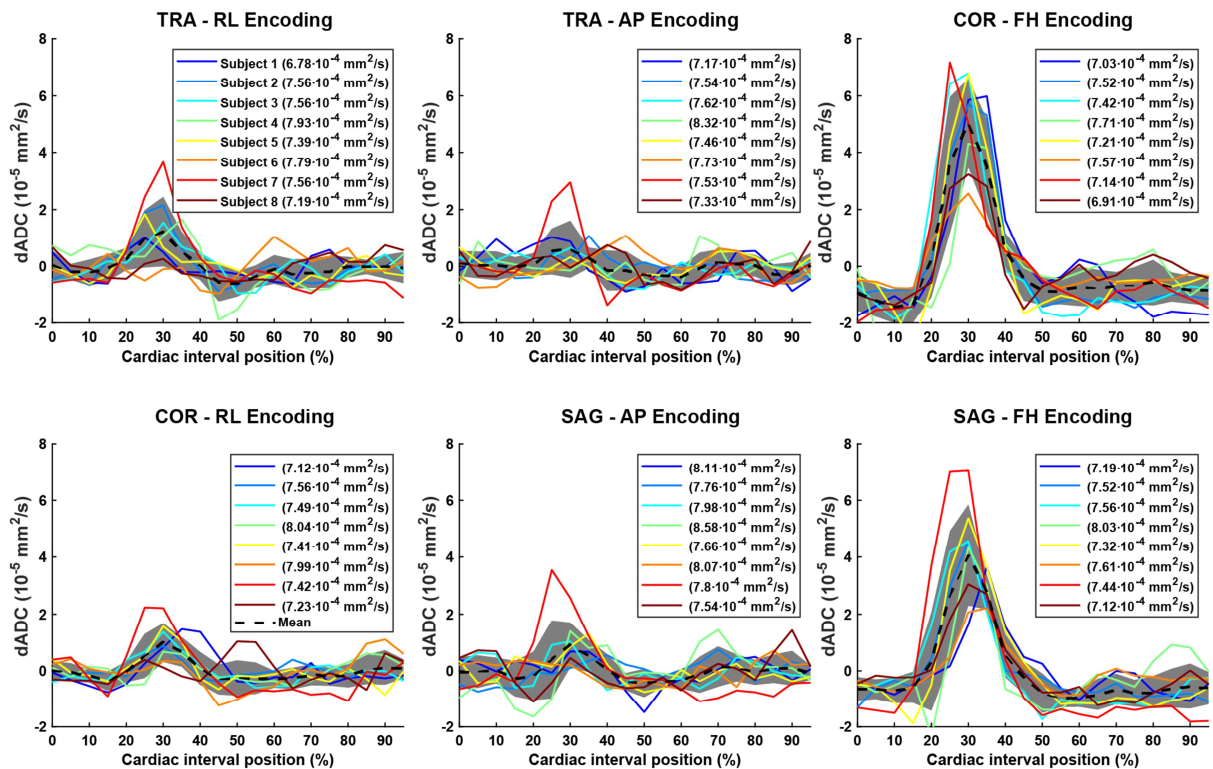 TRA - RL Encoding
8
6
4
2
0
-2
dADC (10⁻⁵ mm²/s)
0 10 20 30 40 50 60 70 80 90
Cardiac interval position (%)
Subject 1 (6.78·10⁻⁴ mm²/s)
Subject 2 (7.56·10⁻⁴ mm²/s)
Subject 3 (7.56·10⁻⁴ mm²/s)
Subject 4 (7.93·10⁻⁴ mm²/s)
Subject 5 (7.39·10⁻⁴ mm²/s)
Subject 6 (7.79·10⁻⁴ mm²/s)
Subject 7 (7.56·10⁻⁴ mm²/s)
Subject 8 (7.19·10⁻⁴ mm²/s)
TRA - AP Encoding
8
6
4
2
0
-2
dADC (10⁻⁵ mm²/s)
0 10 20 30 40 50 60 70 80 90
Cardiac interval position (%)
(7.17·10⁻⁴ mm²/s)
(7.54·10⁻⁴ mm²/s)
(7.62·10⁻⁴ mm²/s)
(8.32·10⁻⁴ mm²/s)
(7.46·10⁻⁴ mm²/s)
(7.73·10⁻⁴ mm²/s)
(7.53·10⁻⁴ mm²/s)
(7.33·10⁻⁴ mm²/s)
COR - FH Encoding
8
6
4
2
0
-2
dADC (10⁻⁵ mm²/s)
0 10 20 30 40 50 60 70 80 90
Cardiac interval position (%)
(7.03·10⁻⁴ mm²/s)
(7.52·10⁻⁴ mm²/s)
(7.42·10⁻⁴ mm²/s)
(7.71·10⁻⁴ mm²/s)
(7.21·10⁻⁴ mm²/s)
(7.57·10⁻⁴ mm²/s)
(7.14·10⁻⁴ mm²/s)
(6.91·10⁻⁴ mm²/s)
COR - RL Encoding
8
6
4
2
0
-2
dADC (10⁻⁵ mm²/s)
0 10 20 30 40 50 60 70 80 90
Cardiac interval position (%)
(7.12·10⁻⁴ mm²/s)
(7.56·10⁻⁴ mm²/s)
(7.49·10⁻⁴ mm²/s)
(8.04·10⁻⁴ mm²/s)
(7.41·10⁻⁴ mm²/s)
(7.99·10⁻⁴ mm²/s)
(7.42·10⁻⁴ mm²/s)
(7.23·10⁻⁴ mm²/s)
Mean
SAG - AP Encoding
8
6
4
2
0
-2
dADC (10⁻⁵ mm²/s)
0 10 20 30 40 50 60 70 80 90
Cardiac interval position (%)
(8.11·10⁻⁴ mm²/s)
(7.76·10⁻⁴ mm²/s)
(7.98·10⁻⁴ mm²/s)
(8.58·10⁻⁴ mm²/s)
(7.66·10⁻⁴ mm²/s)
(8.07·10⁻⁴ mm²/s)
(7.8·10⁻⁴ mm²/s)
(7.54·10⁻⁴ mm²/s)
SAG - FH Encoding
8
6
4
2
0
-2
dADC (10⁻⁵ mm²/s)
0 10 20 30 40 50 60 70 80 90
Cardiac interval position (%)
(7.19·10⁻⁴ mm²/s)
(7.52·10⁻⁴ mm²/s)
(7.56·10⁻⁴ mm²/s)
(8.03·10⁻⁴ mm²/s)
(7.32·10⁻⁴ mm²/s)
(7.61·10⁻⁴ mm²/s)
(7.44·10⁻⁴ mm²/s)
(7.12·10⁻⁴ mm²/s)